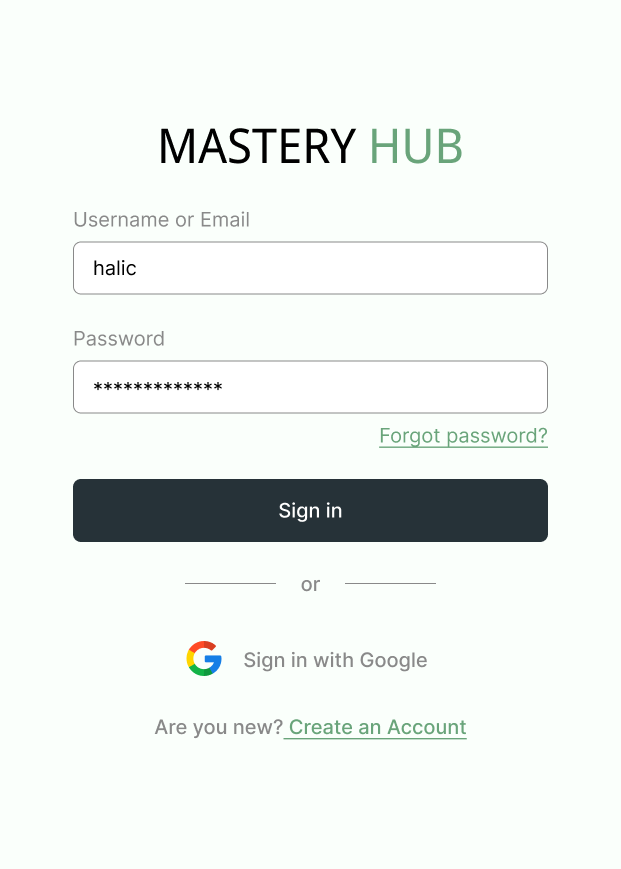 MASTERY HUB
Username or Email
halic
Password
*************
Forgot password?
Sign in
or
Sign in with Google
Are you new? Create an Account